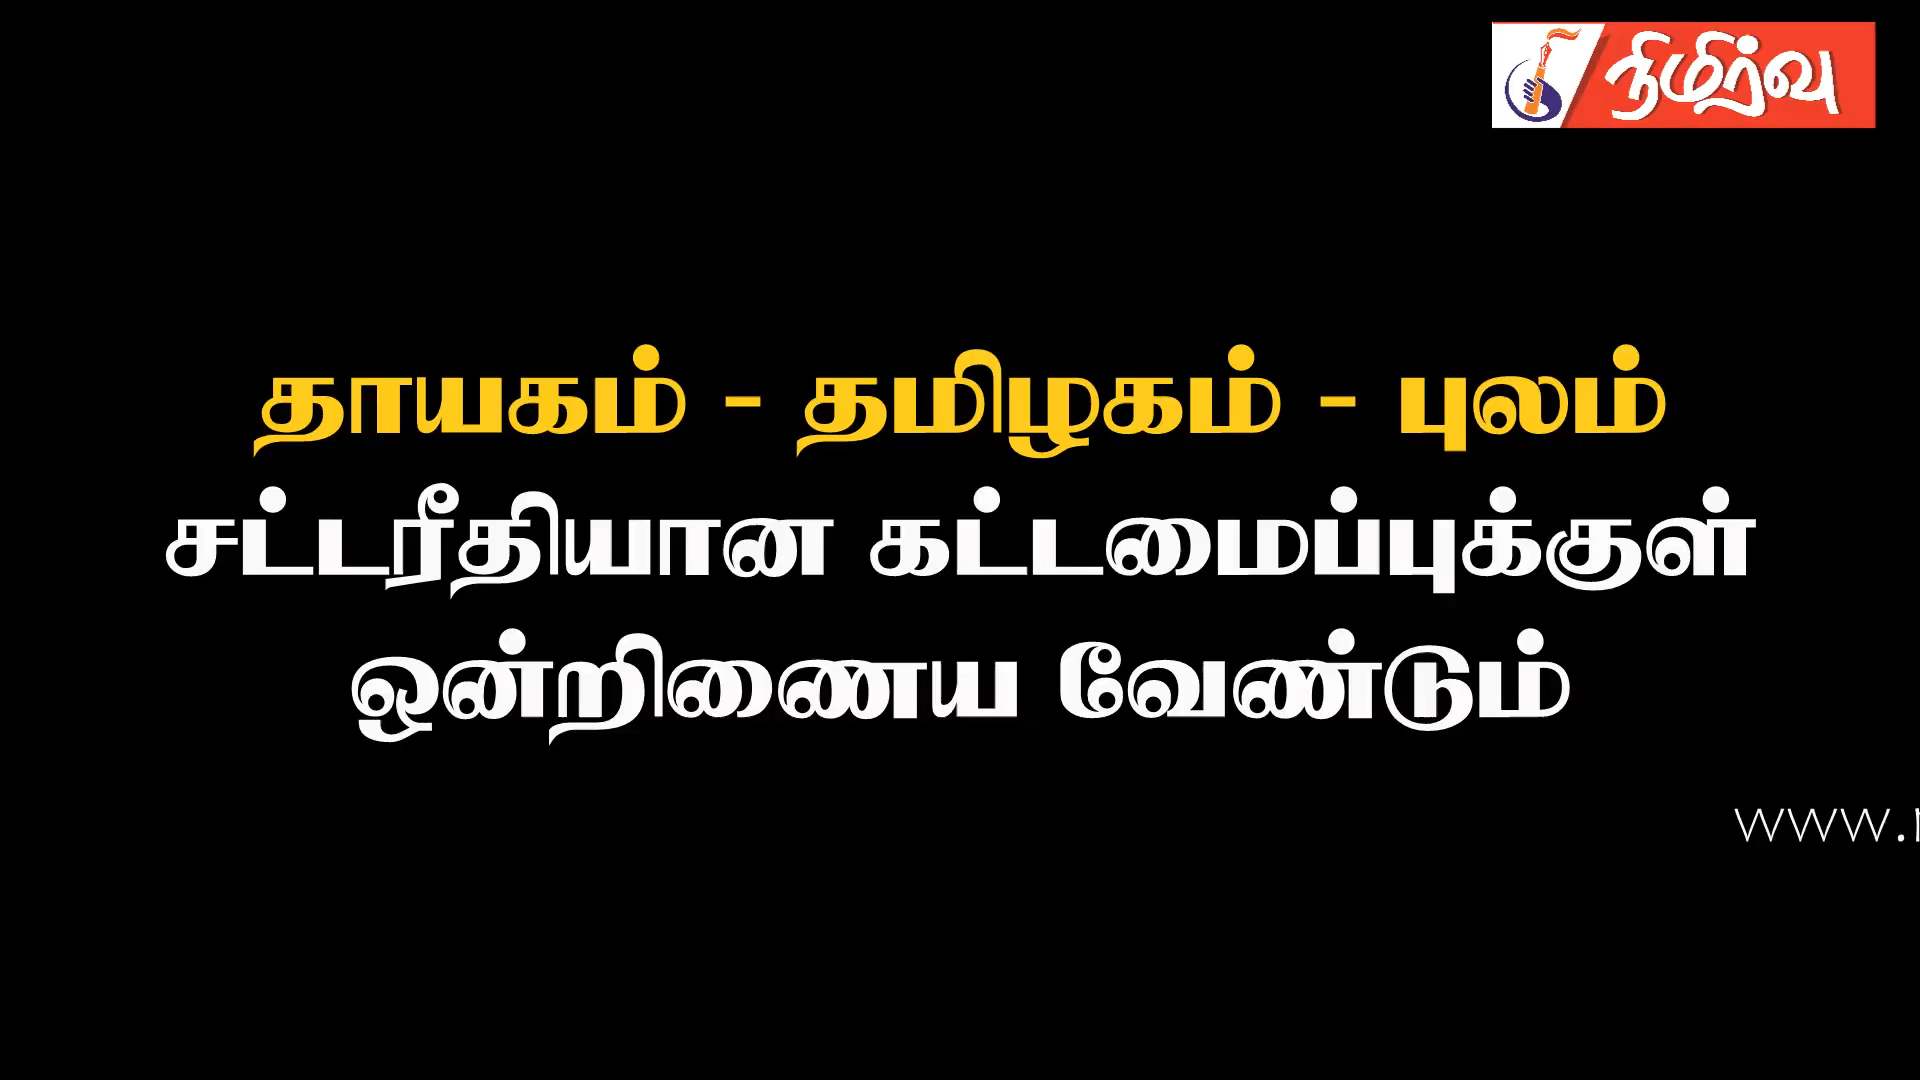 நிமிர்வு
தாயகம் - தமிழகம் - புலம்
சட்டரீதியான கட்டமைப்புக்குள்
ஒன்றிணைய வேண்டும்
www.